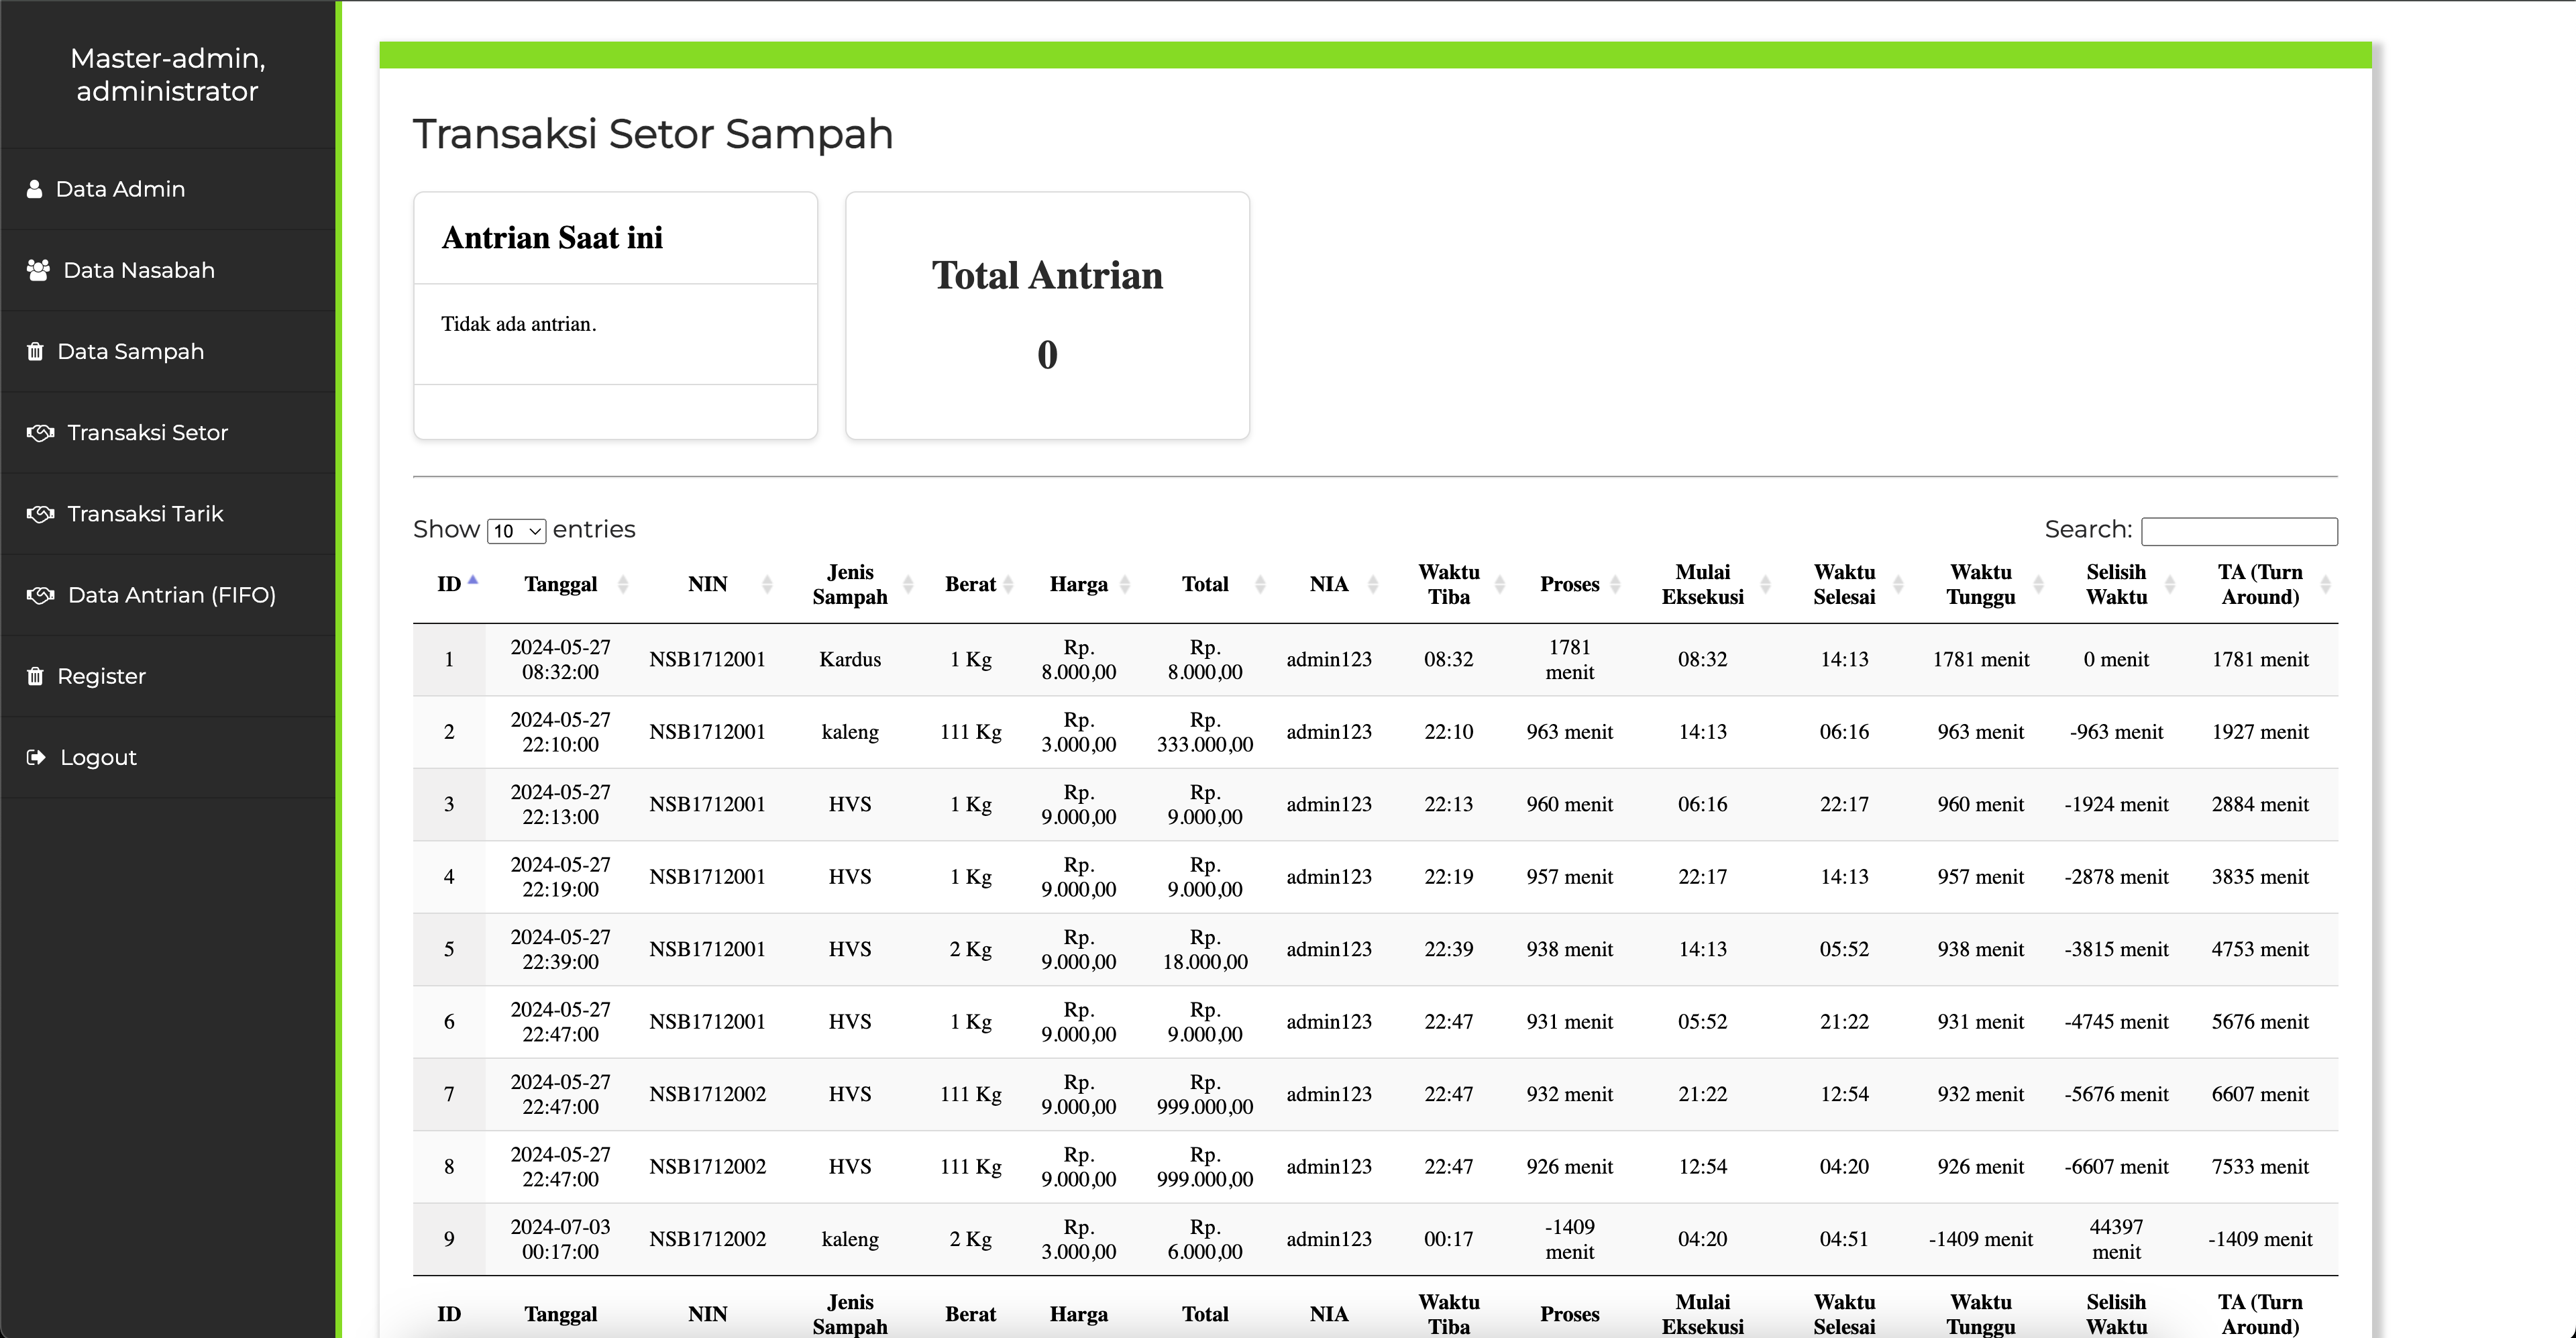 Master-admin,
administrator
Data Admin
Data Nasabah
Data Sampah
Transaksi Setor
Transaksi Tarik
Data Antrian (FIFO)
Register
Logout
Transaksi Setor Sampah
Antrian Saat ini
Tidak ada antrian.
Total Antrian
0
Show 10 entries
Search:
ID Tanggal NIN Jenis Sampah Berat Harga Total NIA Waktu Tiba Proses Mulai Eksekusi Waktu Selesai Waktu Tunggu Selisih Waktu TA (Turn Around)
1 2024-05-27 08:32:00 NSB1712001 Kardus 1 Kg Rp. 8.000,00 Rp. 8.000,00 admin123 08:32 1781 menit 08:32 14:13 1781 menit 0 menit 1781 menit
2 2024-05-27 22:10:00 NSB1712001 kaleng 111 Kg Rp. 3.000,00 Rp. 333.000,00 admin123 22:10 963 menit 14:13 06:16 963 menit -963 menit 1927 menit
3 2024-05-27 22:13:00 NSB1712001 HVS 1 Kg Rp. 9.000,00 Rp. 9.000,00 admin123 22:13 960 menit 06:16 22:17 960 menit -1924 menit 2884 menit
4 2024-05-27 22:19:00 NSB1712001 HVS 1 Kg Rp. 9.000,00 Rp. 9.000,00 admin123 22:19 957 menit 22:17 14:13 957 menit -2878 menit 3835 menit
5 2024-05-27 22:39:00 NSB1712001 HVS 2 Kg Rp. 9.000,00 Rp. 18.000,00 admin123 22:39 938 menit 14:13 05:52 938 menit -3815 menit 4753 menit
6 2024-05-27 22:47:00 NSB1712001 HVS 1 Kg Rp. 9.000,00 Rp. 9.000,00 admin123 22:47 931 menit 05:52 21:22 931 menit -4745 menit 5676 menit
7 2024-05-27 22:47:00 NSB1712002 HVS 111 Kg Rp. 9.000,00 Rp. 999.000,00 admin123 22:47 932 menit 21:22 12:54 932 menit -5676 menit 6607 menit
8 2024-05-27 22:47:00 NSB1712002 HVS 111 Kg Rp. 9.000,00 Rp. 999.000,00 admin123 22:47 926 menit 12:54 04:20 926 menit -6607 menit 7533 menit
9 2024-07-03 00:17:00 NSB1712002 kaleng 2 Kg Rp. 3.000,00 Rp. 6.000,00 admin123 00:17 -1409 menit 04:20 04:51 -1409 menit 44397 menit -1409 menit
ID Tanggal NIN Jenis Sampah Berat Harga Total NIA Waktu Tiba Proses Mulai Eksekusi Waktu Selesai Waktu Tunggu Selisih Waktu TA (Turn Around)